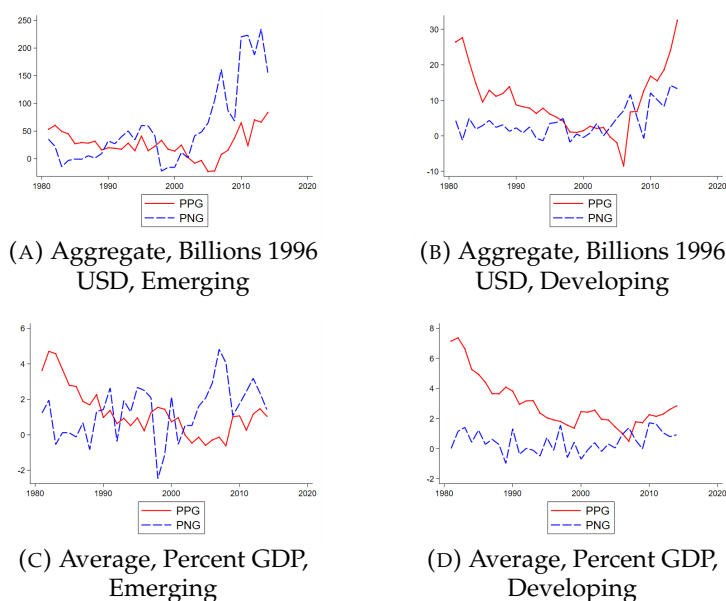 250
200
150
100
50
0
1980 1990 2000 2010 2020
PPG
PNG
(A) Aggregate, Billions 1996
USD, Emerging
30
20
10
0
-10
1980 1990 2000 2010 2020
PPG
PNG
(B) Aggregate, Billions 1996
USD, Developing
6
4
2
0
-2
1980 1990 2000 2010 2020
PPG
PNG
(C) Average, Percent GDP,
Emerging
8
6
4
2
0
-2
1980 1990 2000 2010 2020
PPG
PNG
(D) Average, Percent GDP,
Developing